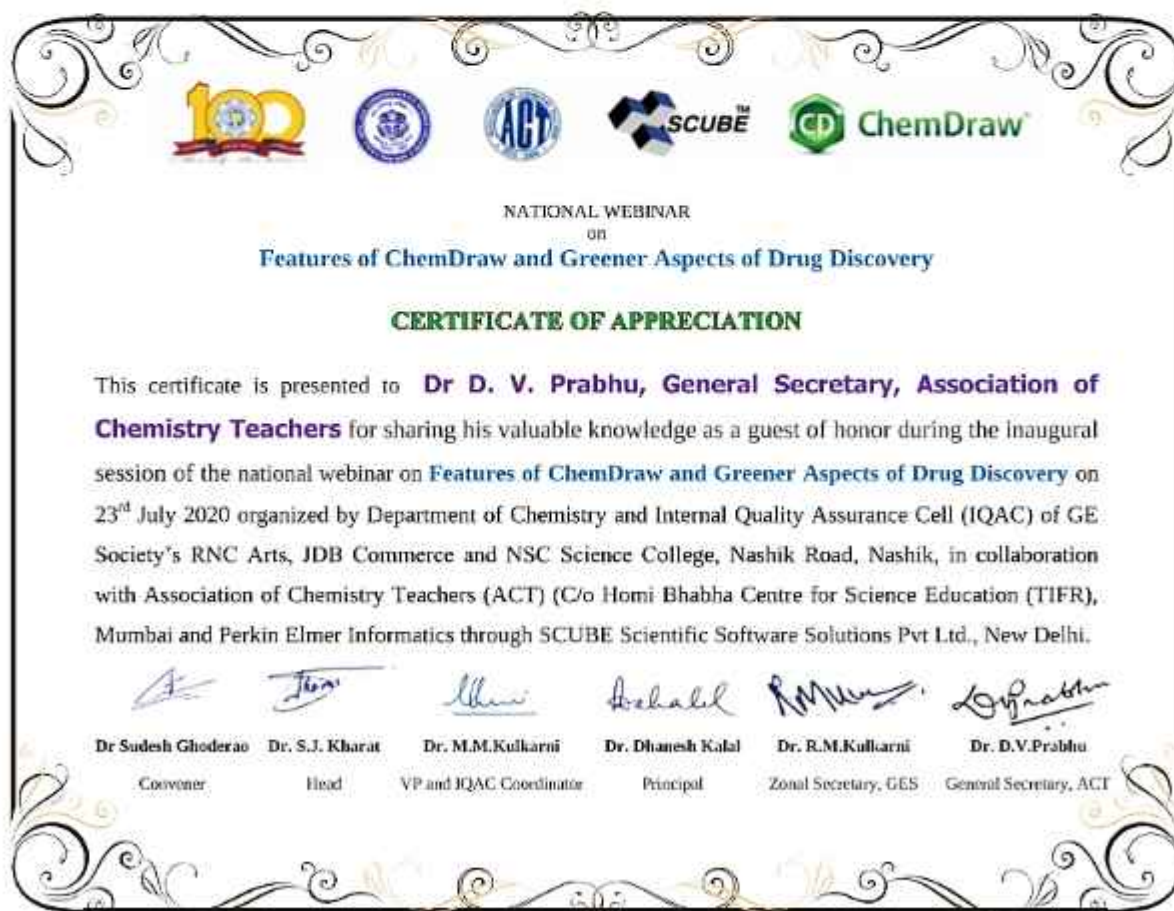 100
ACT
SCUBE™
CD ChemDraw
NATIONAL WEBINAR
on
Features of ChemDraw and Greener Aspects of Drug Discovery
CERTIFICATE OF APPRECIATION
This certificate is presented to Dr D. V. Prabhu, General Secretary, Association of
Chemistry Teachers for sharing his valuable knowledge as a guest of honor during the inaugural
session of the national webinar on Features of ChemDraw and Greener Aspects of Drug Discovery on
23rd July 2020 organized by Department of Chemistry and Internal Quality Assurance Cell (IQAC) of GE
Society's RNC Arts, JDB Commerce and NSC Science College, Nashik Road, Nashik, in collaboration
with Association of Chemistry Teachers (ACT) (C/o Homi Bhabha Centre for Science Education (TIFR),
Mumbai and Perkin Elmer Informatics through SCUBE Scientific Software Solutions Pvt Ltd., New Delhi.
Dr Sudesh Ghoderao Dr. S.J. Kharat Dr. M.M.Kulkarni Dr. Dhanesh Kalal Dr. R.M.Kulkarni Dr. D.V.Prabhu
Convener Head VP and IQAC Coordinator Principal Zonal Secretary, GES General Secretary, ACT